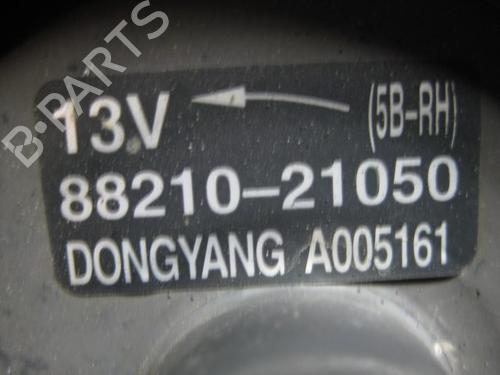 B-PARTS
13V (5B-RH)
88210-21050
DONGYANG A005161